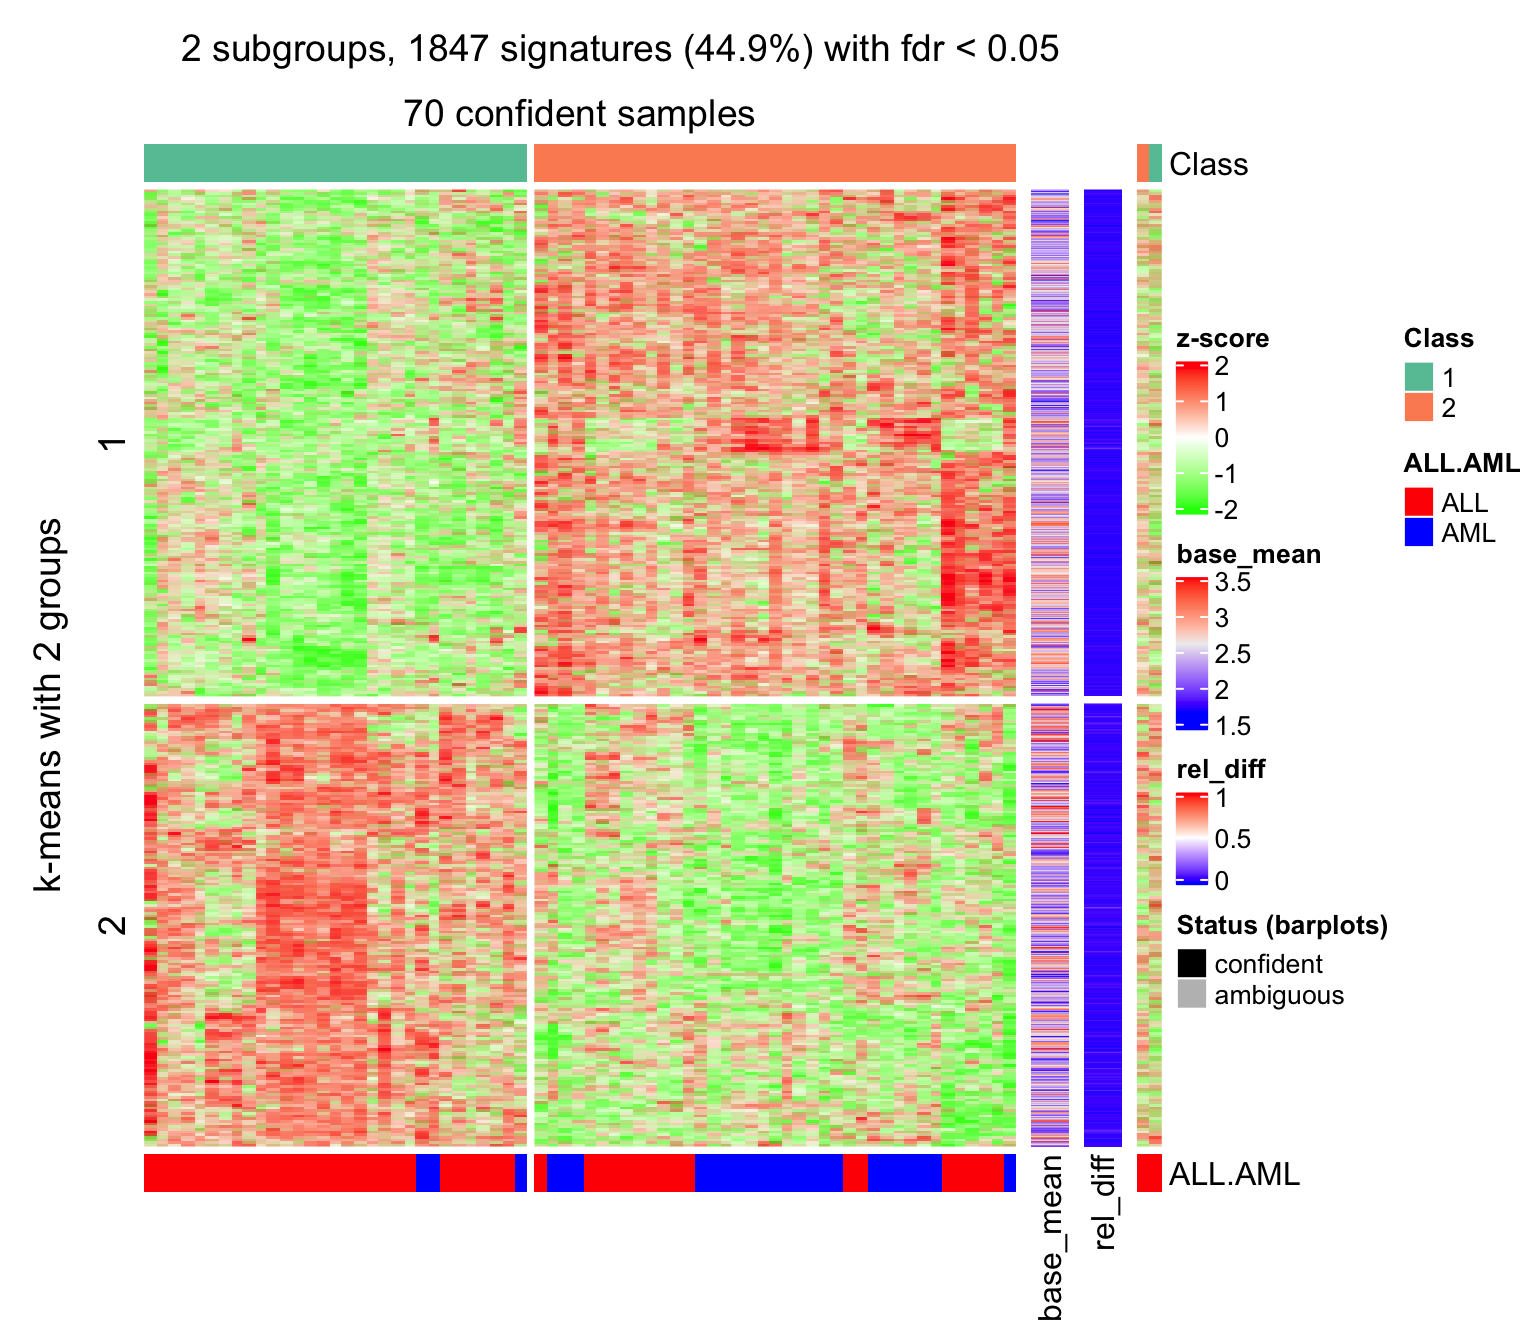 2 subgroups, 1847 signatures (44.9%) with fdr < 0.05
70 confident samples
Class
k-means with 2 groups
1
2
z-score
2
1
0
-1
-2
base_mean
3.5
3
2.5
2
1.5
rel_diff
1
0.5
0
Status (barplots)
confident
ambiguous
Class
1
2
ALL.AML
ALL
AML
ALL.AML
base_mean
rel_diff